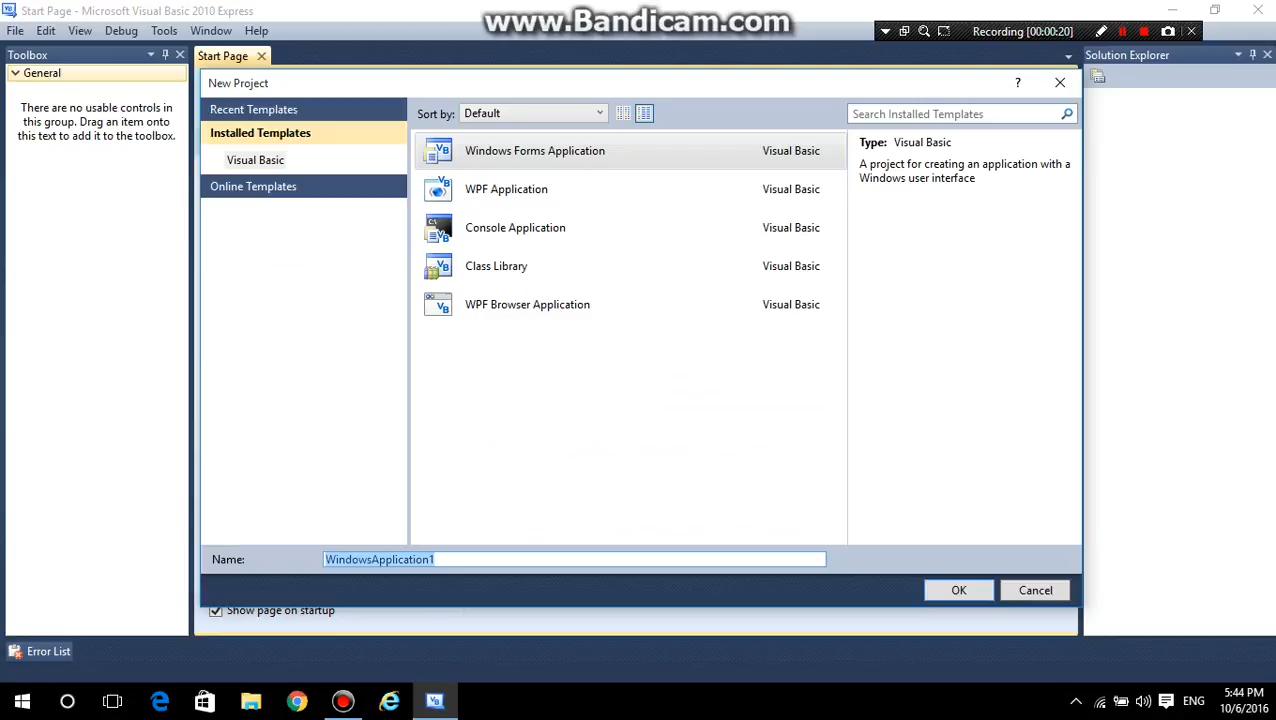 Start Page - Microsoft Visual Basic 2010 Express
www.Bandicam.com
File Edit View Debug Tools Window Help
Recording [00:00:20]
Toolbox
Start Page
Solution Explorer
General
There are no usable controls in
this group. Drag an item onto
this text to add it to the toolbox.
New Project
?
Recent Templates
Installed Templates
Visual Basic
Online Templates
Sort by: Default
Search Installed Templates
Windows Forms Application Visual Basic
WPF Application Visual Basic
Console Application Visual Basic
Class Library Visual Basic
WPF Browser Application Visual Basic
Type: Visual Basic
A project for creating an application with a
Windows user interface
Name: WindowsApplication1
OK Cancel
Show page on startup
Error List
ENG
5:44 PM
10/6/2016